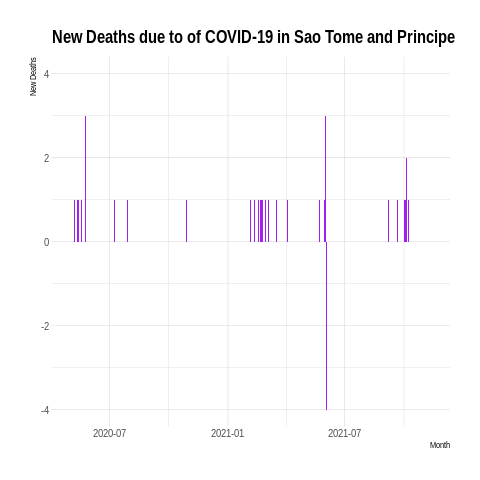 New Deaths due to of COVID-19 in Sao Tome and Principe
New Deaths
4
2
0
-2
-4
2020-07
2021-01
2021-07
Month